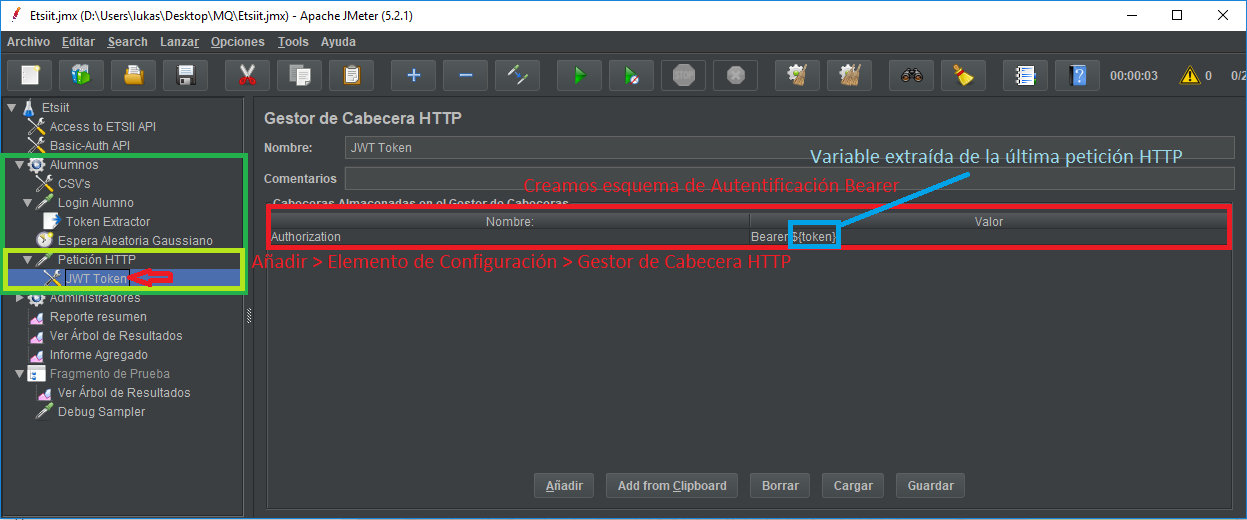 Etsiit.jmx (D:\Users\lukas\Desktop\MQ\Etsiit.jmx) - Apache JMeter (5.2.1)
Archivo Editar Search Lanzar Opciones Tools Ayuda
STOP 00:00:03 0 0/2
Etsiit
Access to ETSII API
Basic-Auth API
Alumnos
CSV's
Login Alumno
Token Extractor
Espera Aleatoria Gaussiano
Petición HTTP
JWT Token
Administradores
Reporte resumen
Ver Árbol de Resultados
Informe Agregado
Fragmento de Prueba
Ver Árbol de Resultados
Debug Sampler
Gestor de Cabecera HTTP
Nombre: JWT Token
Variable extraída de la última petición HTTP
Comentarios
Creamos esquema de Autentificación Bearer
Cabeceras Almaconadas en el Gestor de Cabeceras
Nombre: Valor
Authorization Bearer ${token}
Añadir > Elemento de Configuración > Gestor de Cabecera HTTP
Añadir Add from Clipboard Borrar Cargar Guardar